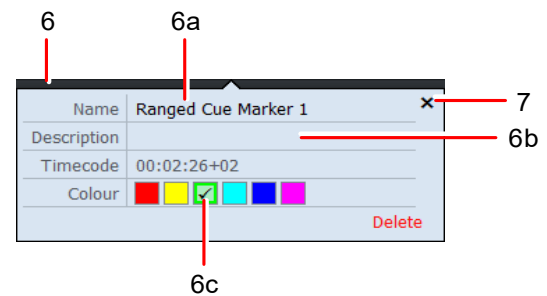 6 6a
Name Ranged Cue Marker 1 × 7
Description 6b
Timecode 00:02:26+02
Colour
Delete
6c